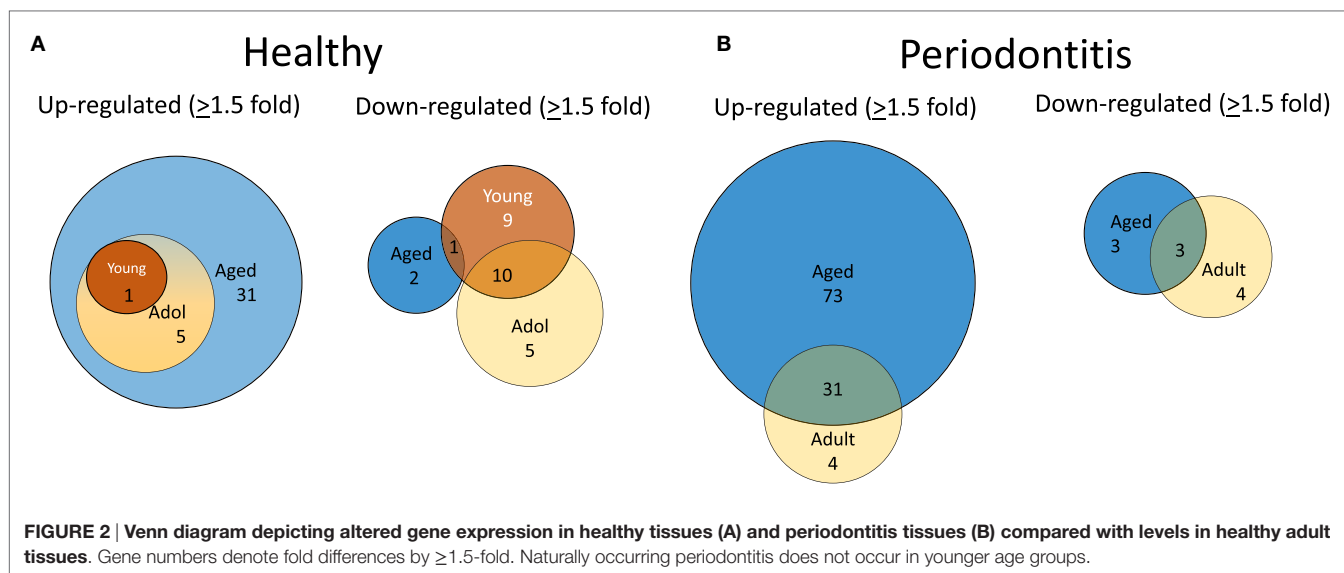 A
Healthy
Up-regulated (≥1.5 fold)
Young
1
Adol
5
Aged
31
Down-regulated (≥1.5 fold)
Young
9
Aged
2
1
10
Adol
5
B
Periodontitis
Up-regulated (≥1.5 fold)
Aged
73
31
Adult
4
Down-regulated (≥1.5 fold)
Aged
3
3
Adult
4
FIGURE 2 | Venn diagram depicting altered gene expression in healthy tissues (A) and periodontitis tissues (B) compared with levels in healthy adult
tissues. Gene numbers denote fold differences by ≥1.5-fold. Naturally occurring periodontitis does not occur in younger age groups.